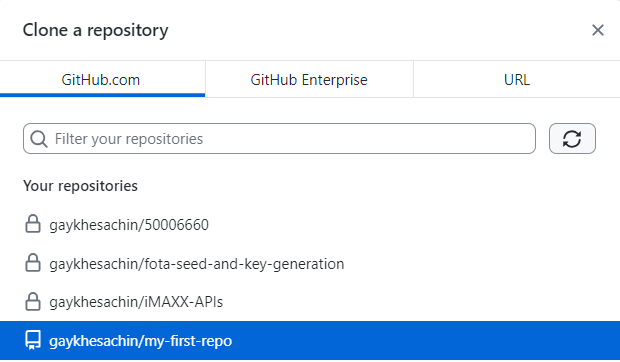 Clone a repository
GitHub.com
GitHub Enterprise
URL
Filter your repositories
Your repositories
gaykhesachin/50006660
gaykhesachin/fota-seed-and-key-generation
gaykhesachin/iMAXX-APIs
gaykhesachin/my-first-repo